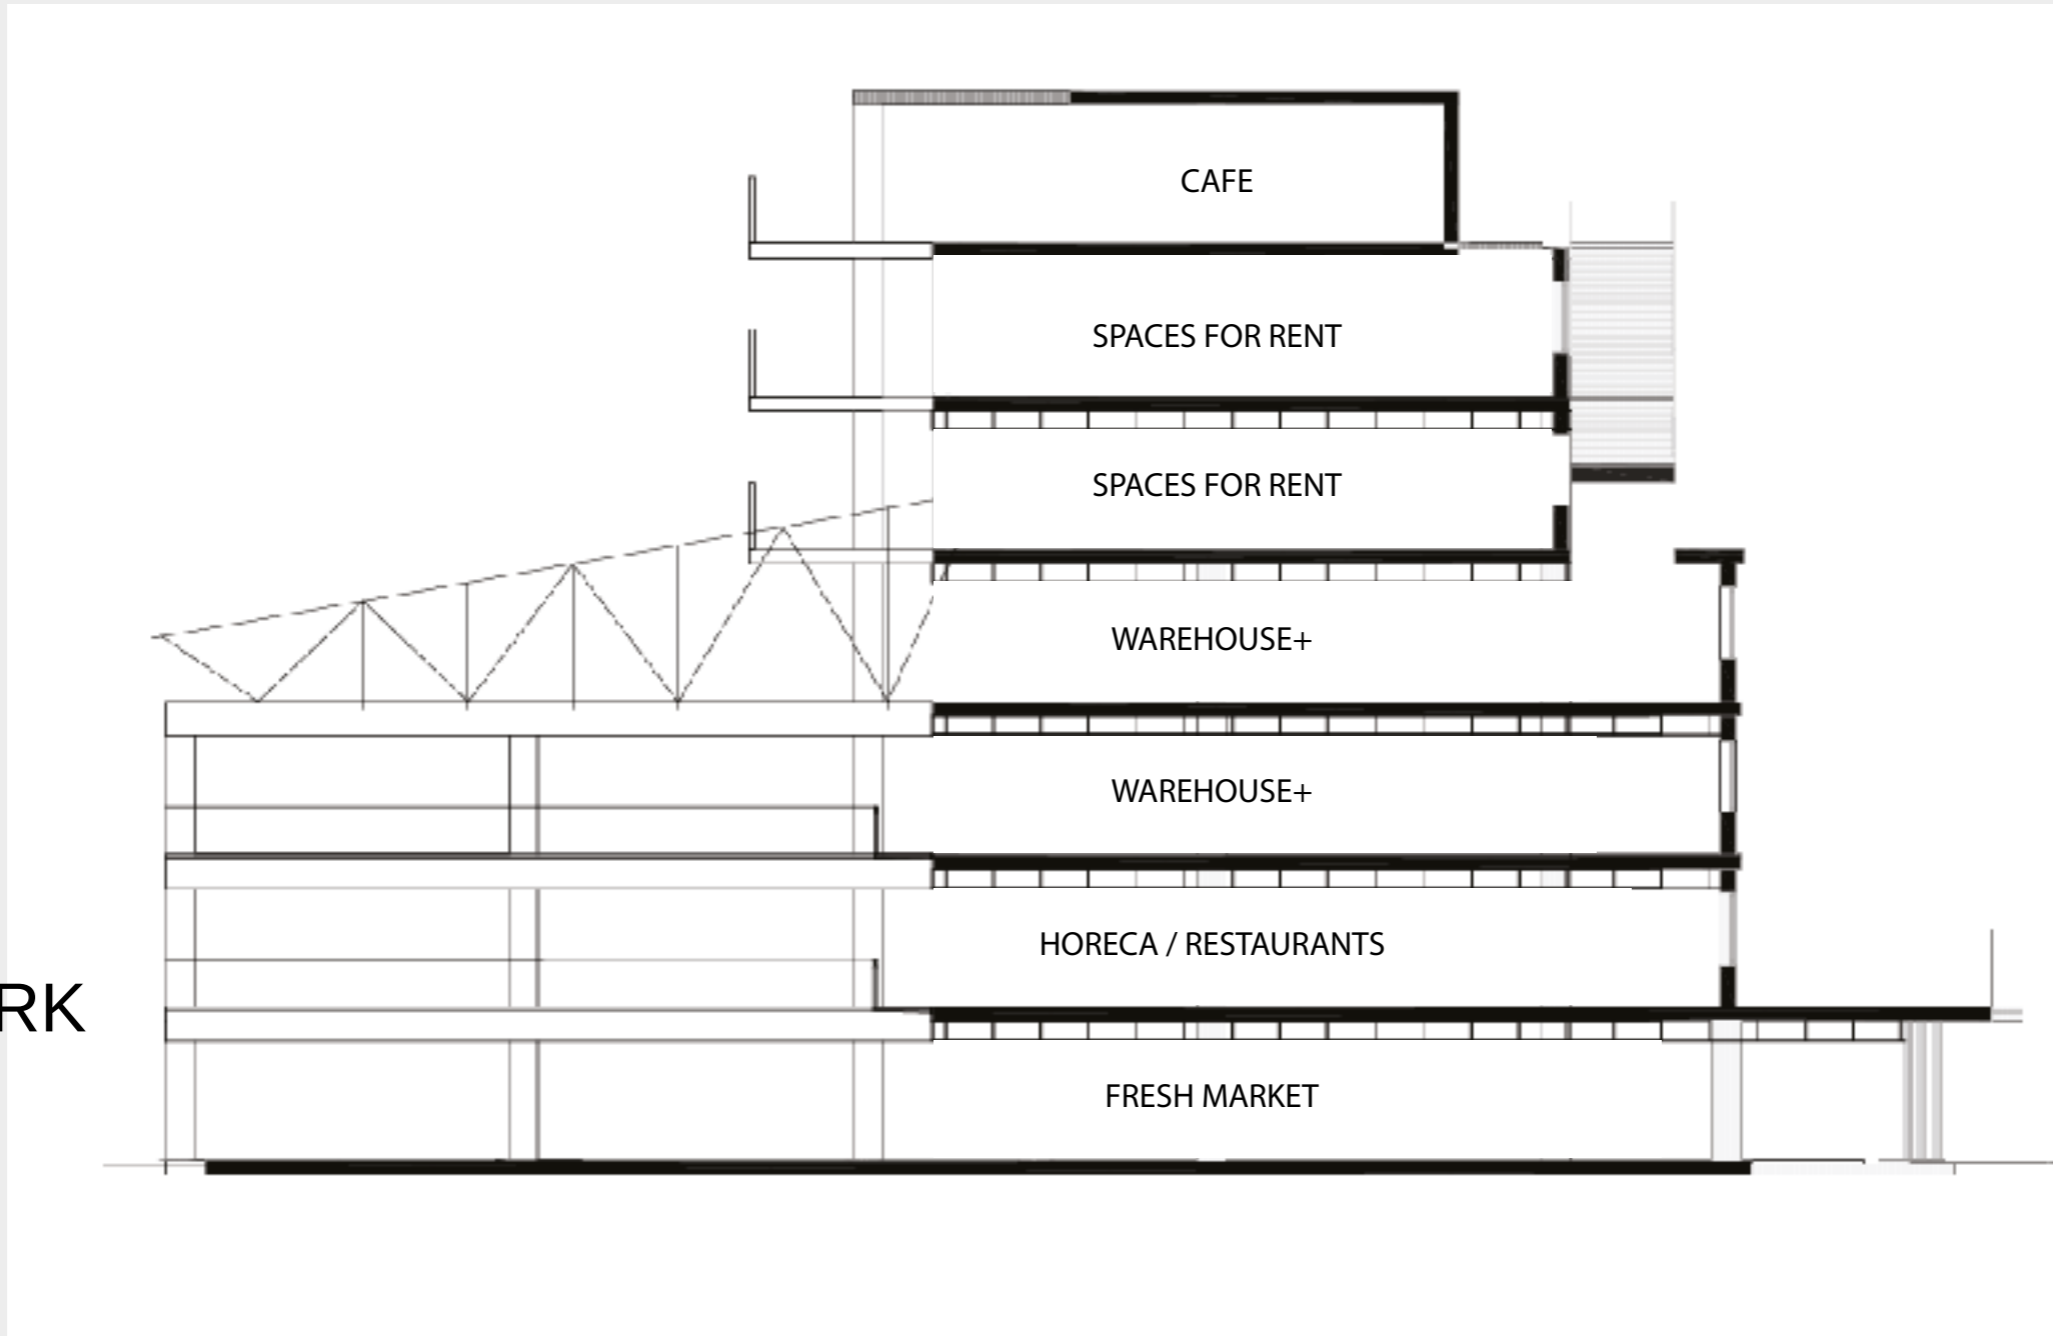 CAFE
SPACES FOR RENT
SPACES FOR RENT
WAREHOUSE+
WAREHOUSE+
HORECA / RESTAURANTS
RK
FRESH MARKET